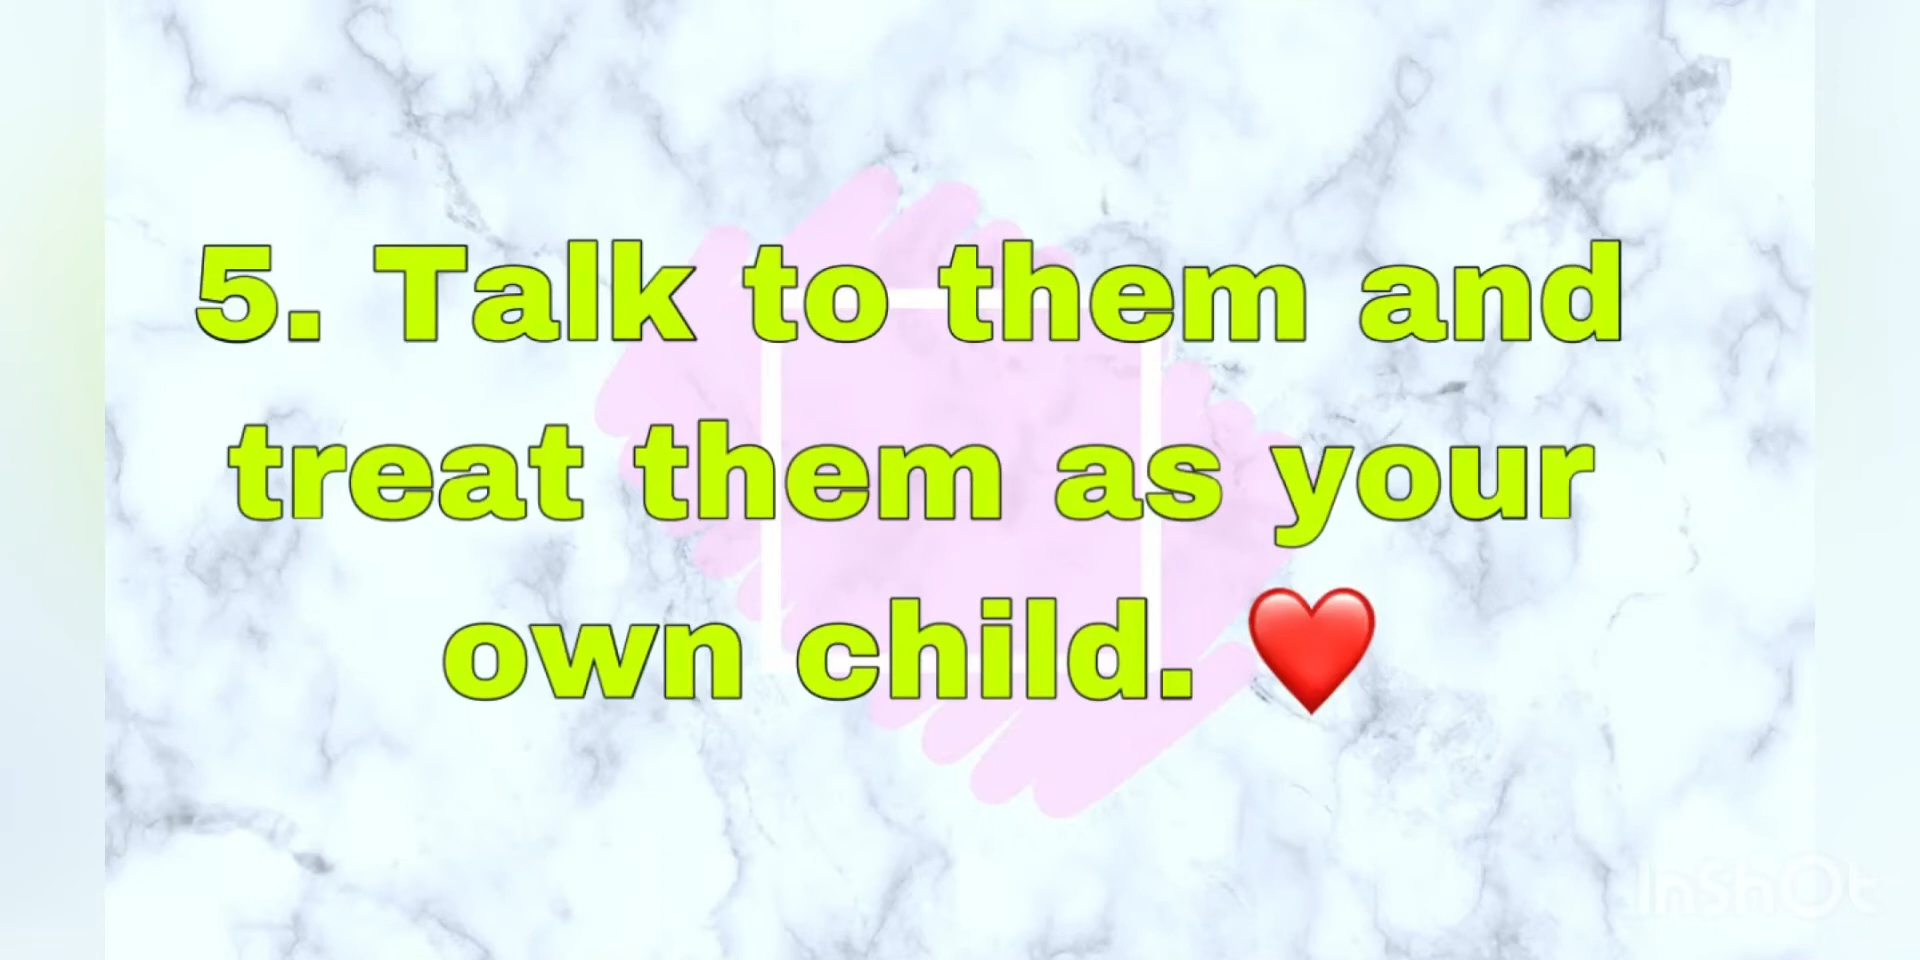 5. Talk to them and
treat them as your
own child. ❤️
InShOt